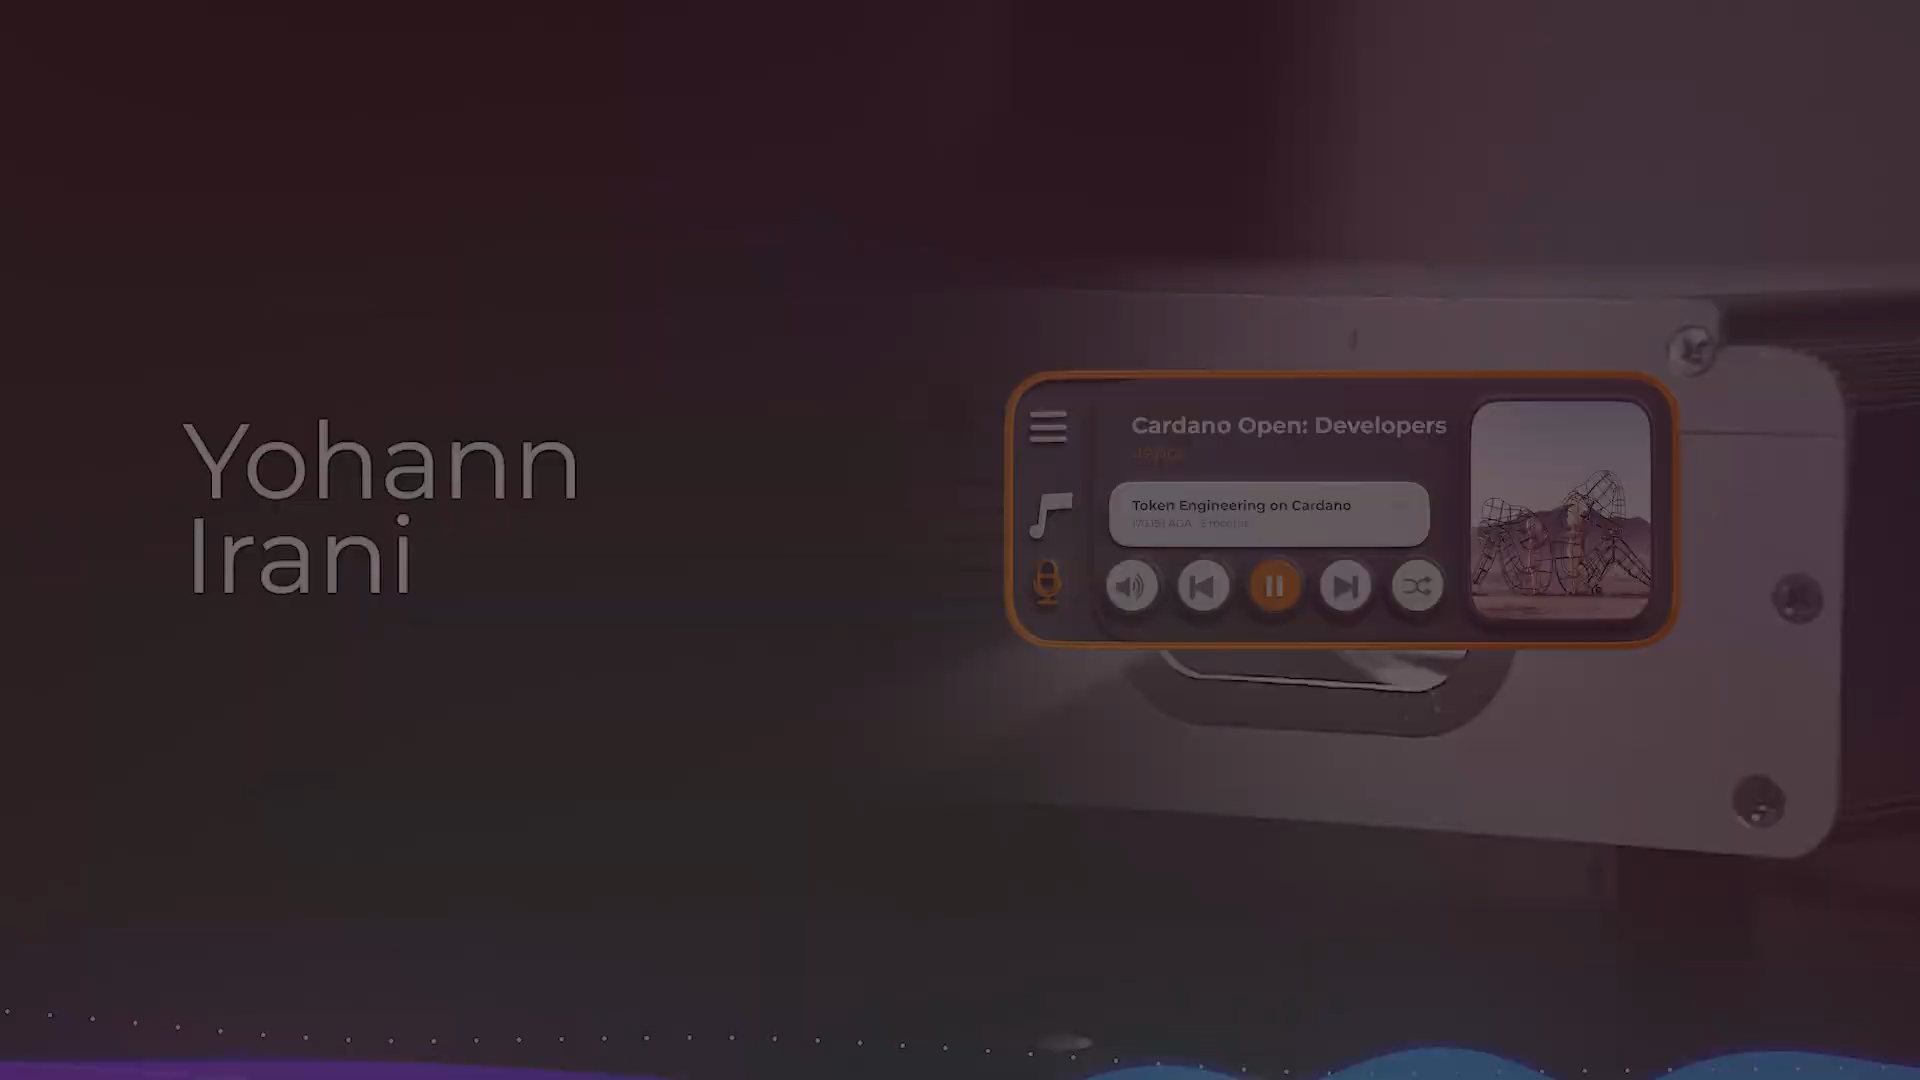 Yohann
Irani
Cardano Open: Developers
Token Engineering on Cardano